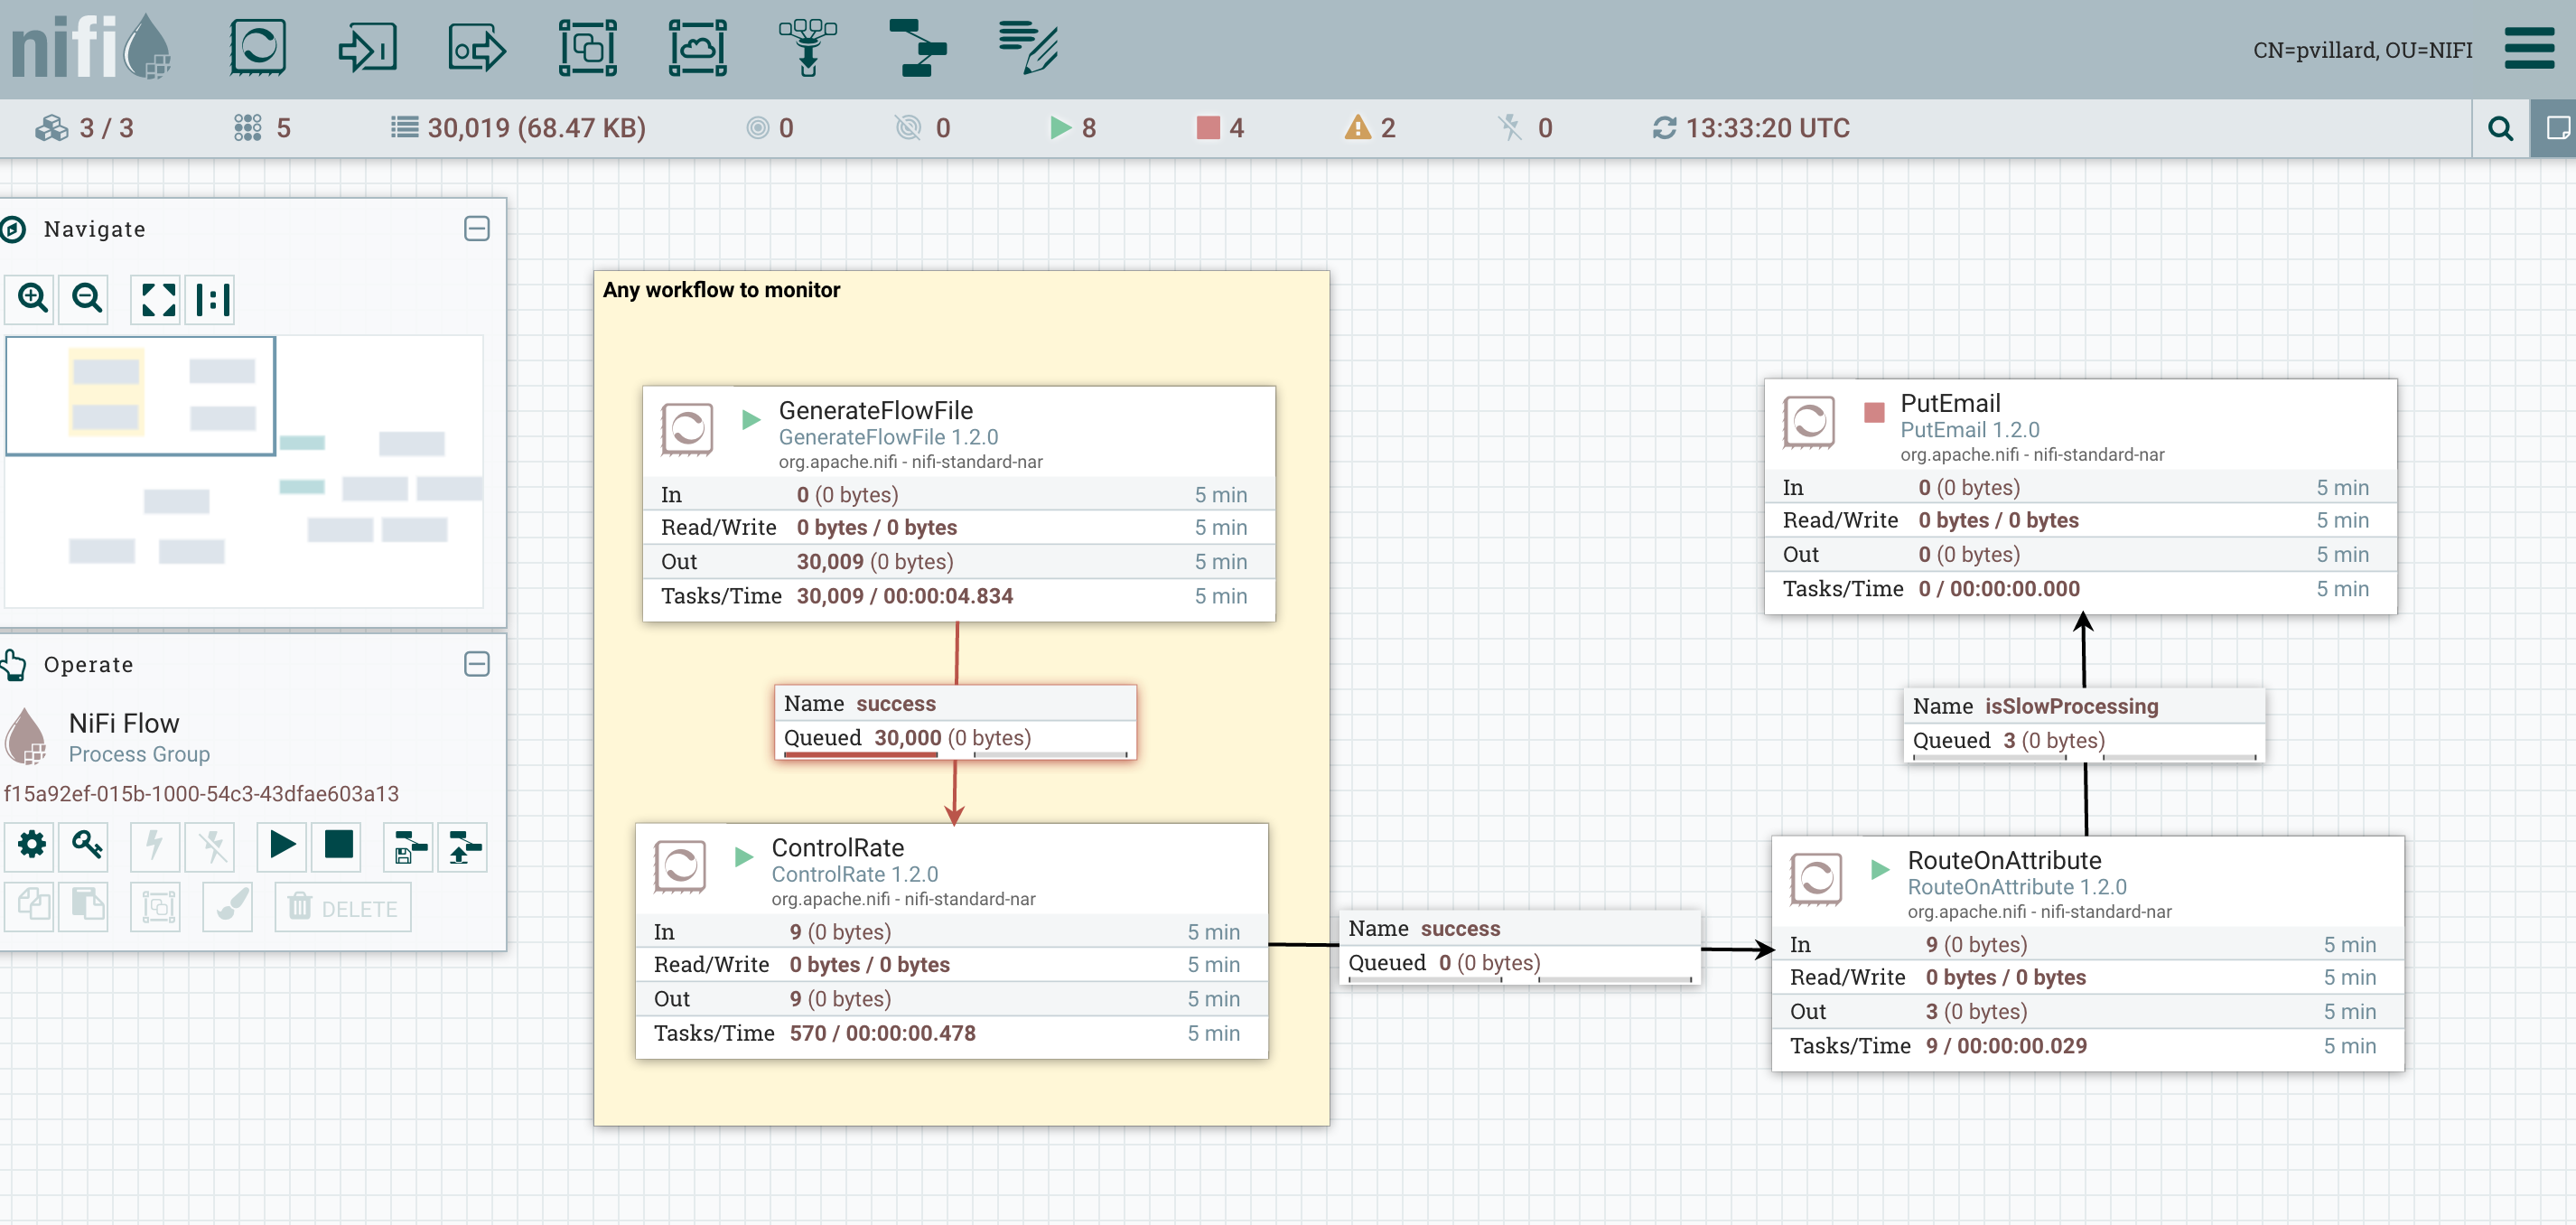 nifi
CN=pvillard, OU=NIFI
3 / 3 5 30,019 (68.47 KB) 0 0 8 4 2 0 13:33:20 UTC
Navigate
Operate
NiFi Flow
Process Group
f15a92ef-015b-1000-54c3-43dfae603a13
DELETE
Any workflow to monitor
GenerateFlowFile
GenerateFlowFile 1.2.0
org.apache.nifi - nifi-standard-nar
In 0 (0 bytes) 5 min
Read/Write 0 bytes / 0 bytes 5 min
Out 30,009 (0 bytes) 5 min
Tasks/Time 30,009 / 00:00:04.834 5 min
Name success
Queued 30,000 (0 bytes)
ControlRate
ControlRate 1.2.0
org.apache.nifi - nifi-standard-nar
In 9 (0 bytes) 5 min
Read/Write 0 bytes / 0 bytes 5 min
Out 9 (0 bytes) 5 min
Tasks/Time 570 / 00:00:00.478 5 min
Name success
Queued 0 (0 bytes)
PutEmail
PutEmail 1.2.0
org.apache.nifi - nifi-standard-nar
In 0 (0 bytes) 5 min
Read/Write 0 bytes / 0 bytes 5 min
Out 0 (0 bytes) 5 min
Tasks/Time 0 / 00:00:00.000 5 min
Name isSlowProcessing
Queued 3 (0 bytes)
RouteOnAttribute
RouteOnAttribute 1.2.0
org.apache.nifi - nifi-standard-nar
In 9 (0 bytes) 5 min
Read/Write 0 bytes / 0 bytes 5 min
Out 3 (0 bytes) 5 min
Tasks/Time 9 / 00:00:00.029 5 min